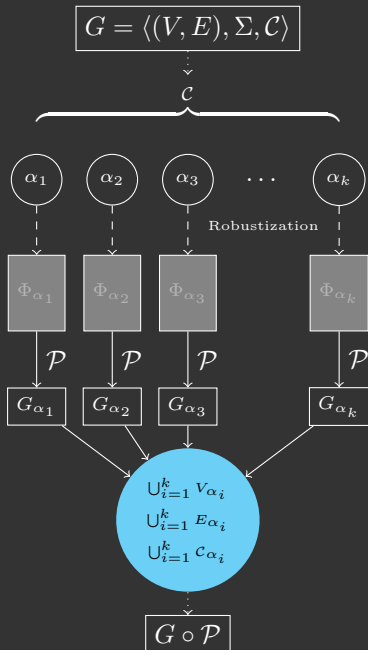 G = ⟨(V, E), Σ, 𝒞⟩
𝒞
α₁ α₂ α₃ ⋯ αₖ
Robustization
Φ_{α₁} Φ_{α₂} Φ_{α₃} Φ_{αₖ}
𝒫 𝒫 𝒫 𝒫
G_{α₁} G_{α₂} G_{α₃} G_{αₖ}
⋃ᵢ₌₁ᵏ V_{αᵢ}
⋃ᵢ₌₁ᵏ E_{αᵢ}
⋃ᵢ₌₁ᵏ 𝒞_{αᵢ}
G ∘ 𝒫